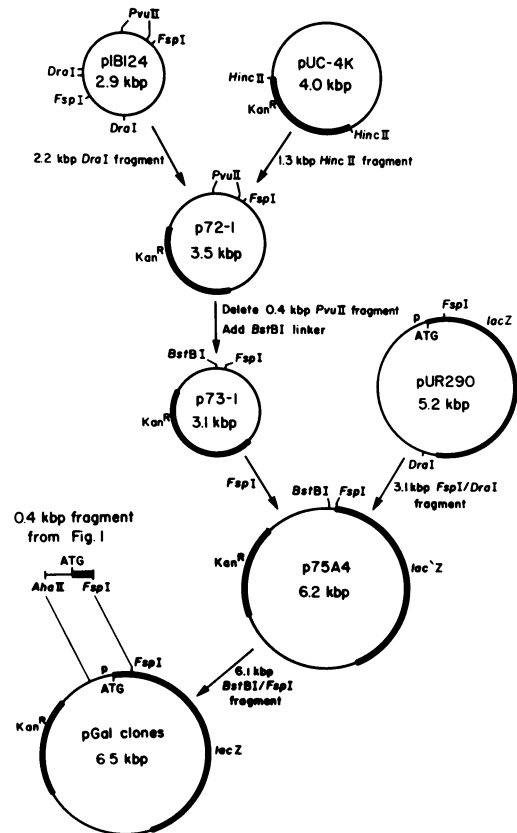 PvuII
FspI
pIBI24
2.9 kbp
DraI
FspI
DraI
pUC-4K
4.0 kbp
HincII
KanR
HincII
2.2 kbp DraI fragment
1.3 kbp HincII fragment
PvuII
FspI
p72-1
3.5 kbp
KanR
Delete 0.4 kbp PvuII fragment
Add BstBI linker
BstBI
FspI
p73-1
3.1 kbp
KanR
p
FspI
lacZ
ATG
pUR290
5.2 kbp
DraI
FspI
3.1 kbp FspI/DraI
fragment
BstBI
FspI
KanR
p75A4
6.2 kbp
lac'Z
0.4 kbp fragment
from Fig. 1
ATG
AhaII
FspI
6.1 kbp
BstBI/FspI
fragment
p
FspI
ATG
KanR
pGal clones
6.5 kbp
lacZ